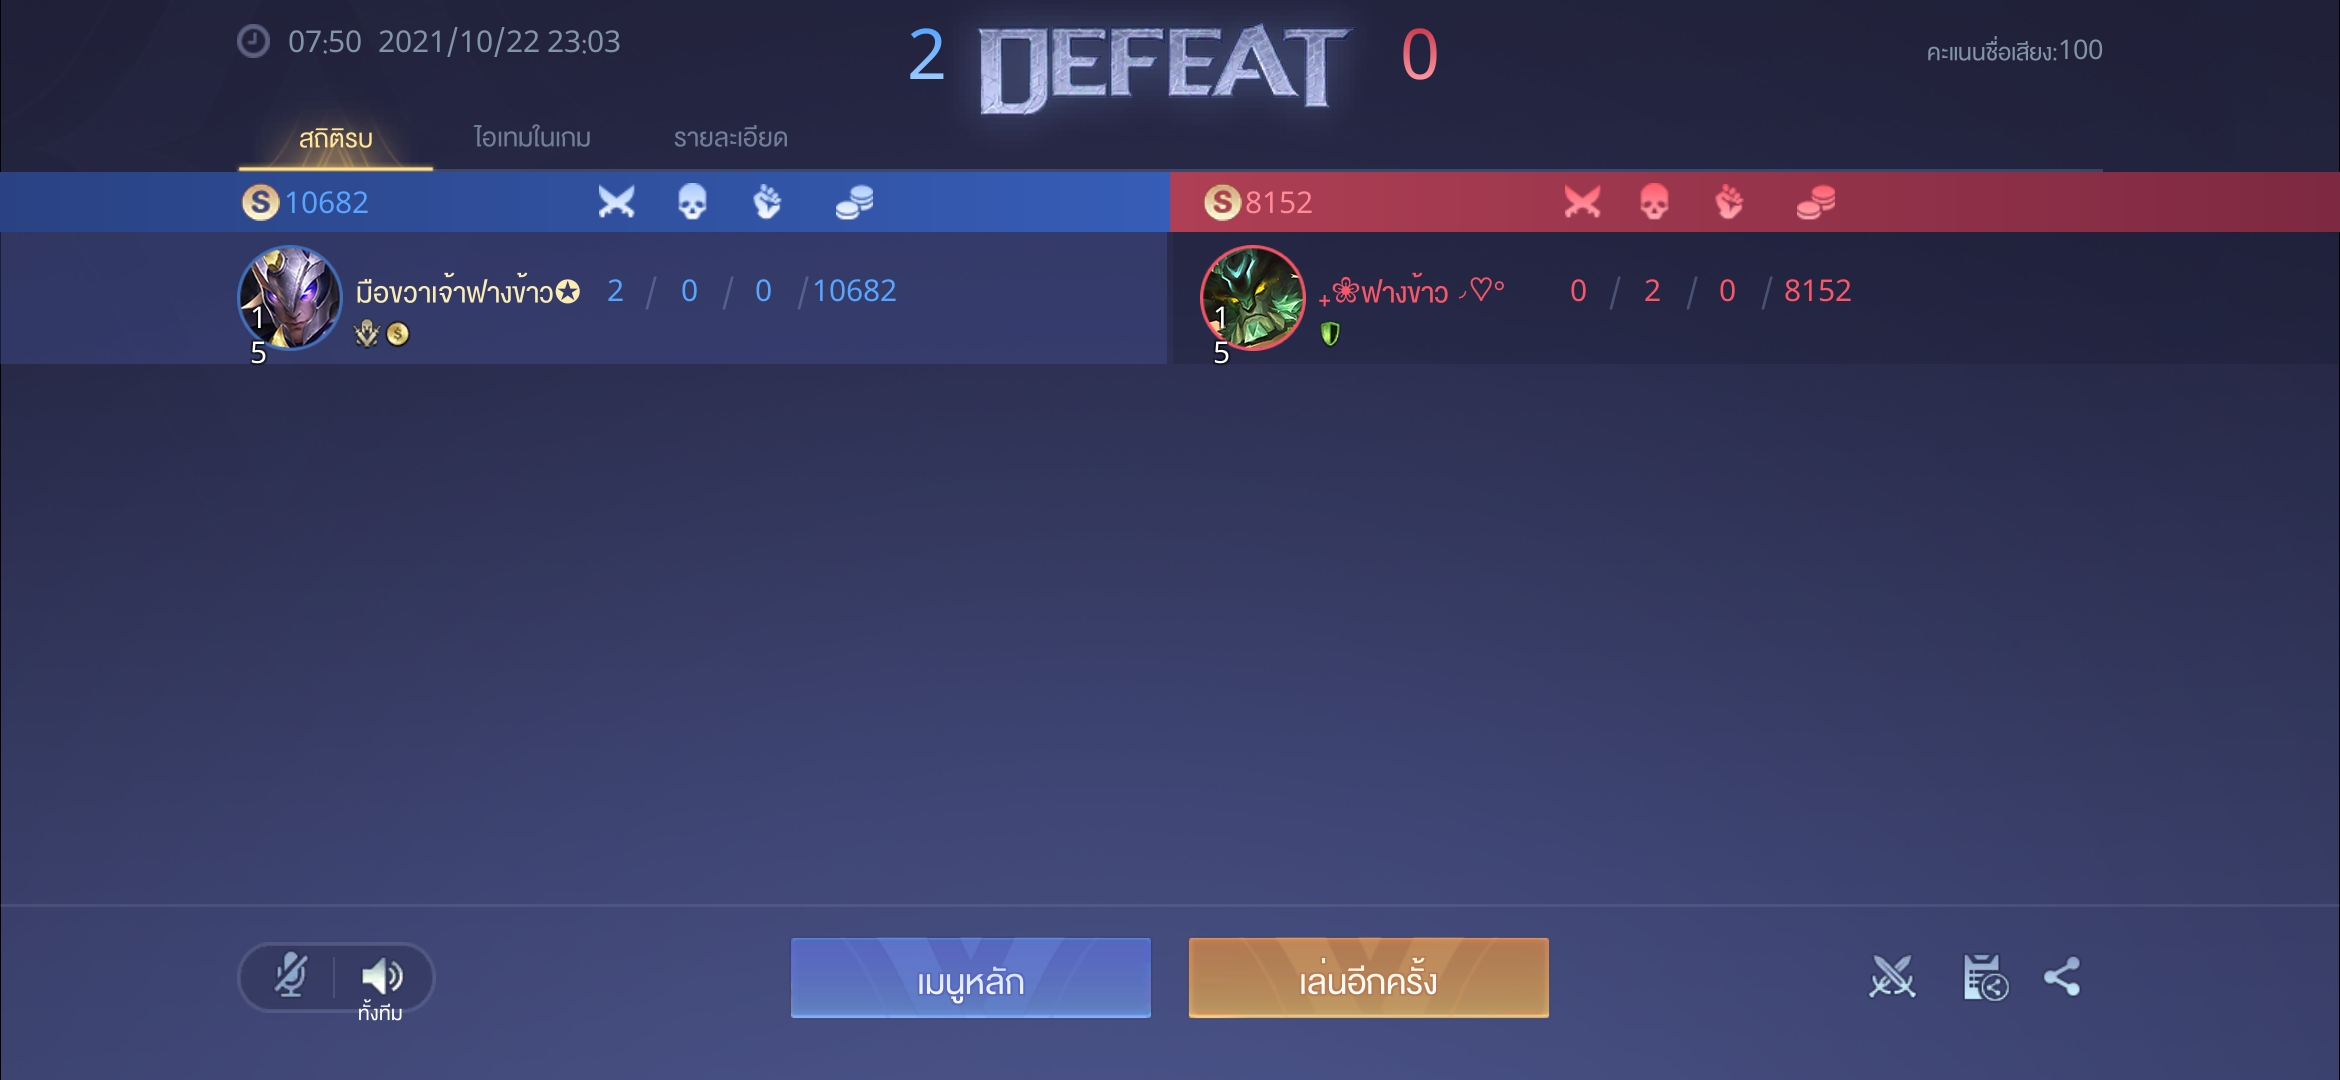 07:50 2021/10/22 23:03
2 DEFEAT 0
คะแนนชื่อเสียง:100
สถิติรบ ไอเทมในเกม รายละเอียด
S 10682
S 8152
มือขวาเจ้าฟางข้าว✪ 2 / 0 / 0 /10682
1
5
₊❀ฟางข้าว ◞♡° 0 / 2 / 0 / 8152
1
5
ทั้งทีม
เมนูหลัก
เล่นอีกครั้ง